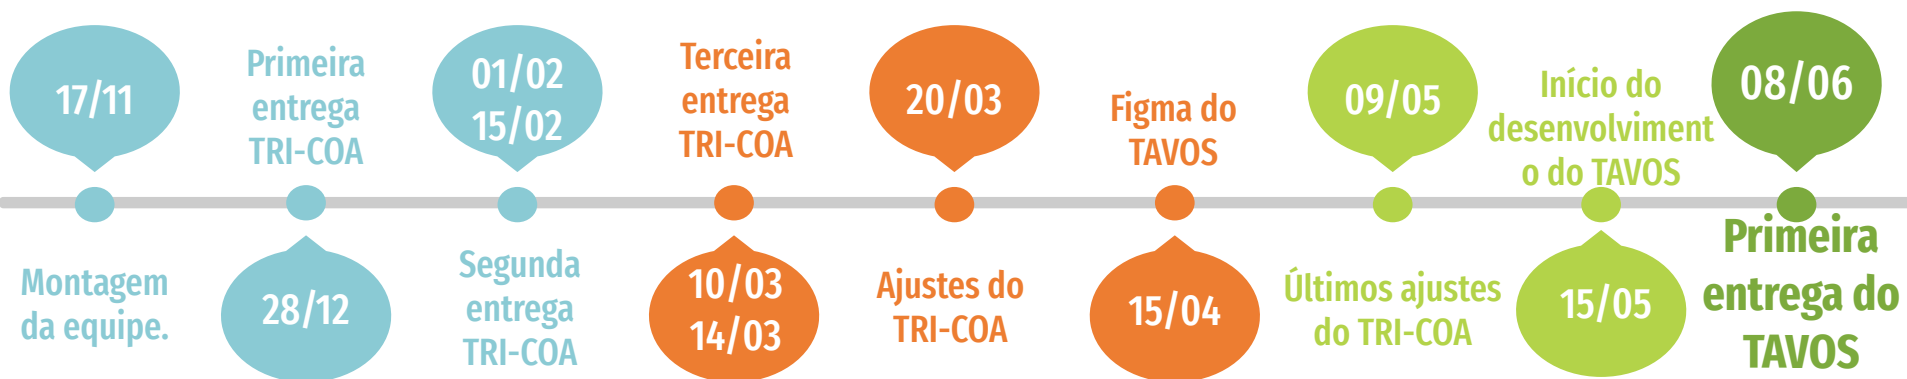 17/11
Montagem
da equipe.
Primeira
entrega
TRI-COA
28/12
01/02
15/02
Segunda
entrega
TRI-COA
Terceira
entrega
TRI-COA
10/03
14/03
20/03
Ajustes do
TRI-COA
Figma do
TAVOS
15/04
09/05
Últimos ajustes
do TRI-COA
Início do
desenvolviment
o do TAVOS
15/05
08/06
Primeira
entrega do
TAVOS